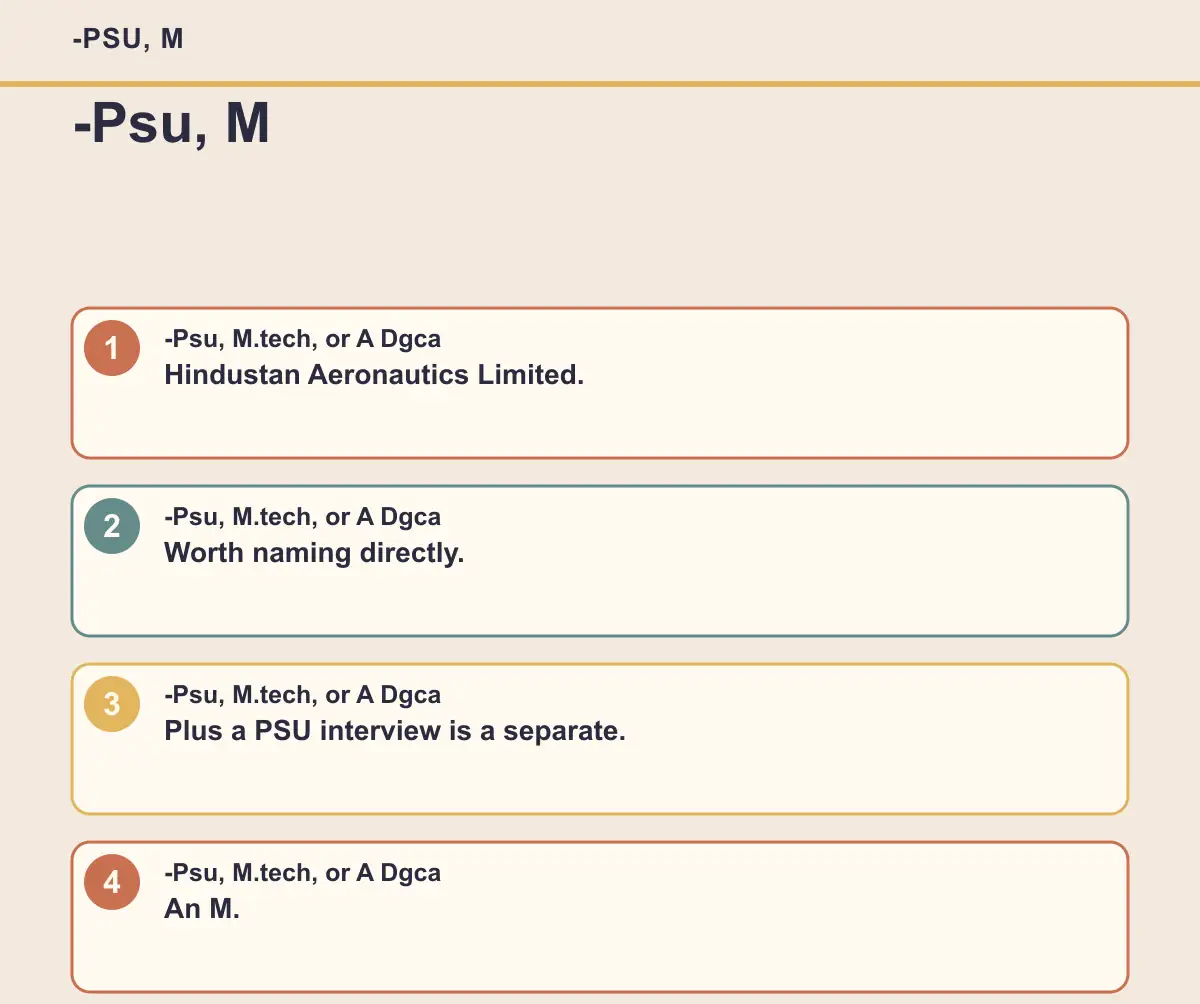 -PSU, M
-Psu, M
1
-Psu, M.tech, or A Dgca
Hindustan Aeronautics Limited.
2
-Psu, M.tech, or A Dgca
Worth naming directly.
3
-Psu, M.tech, or A Dgca
Plus a PSU interview is a separate.
4
-Psu, M.tech, or A Dgca
An M.